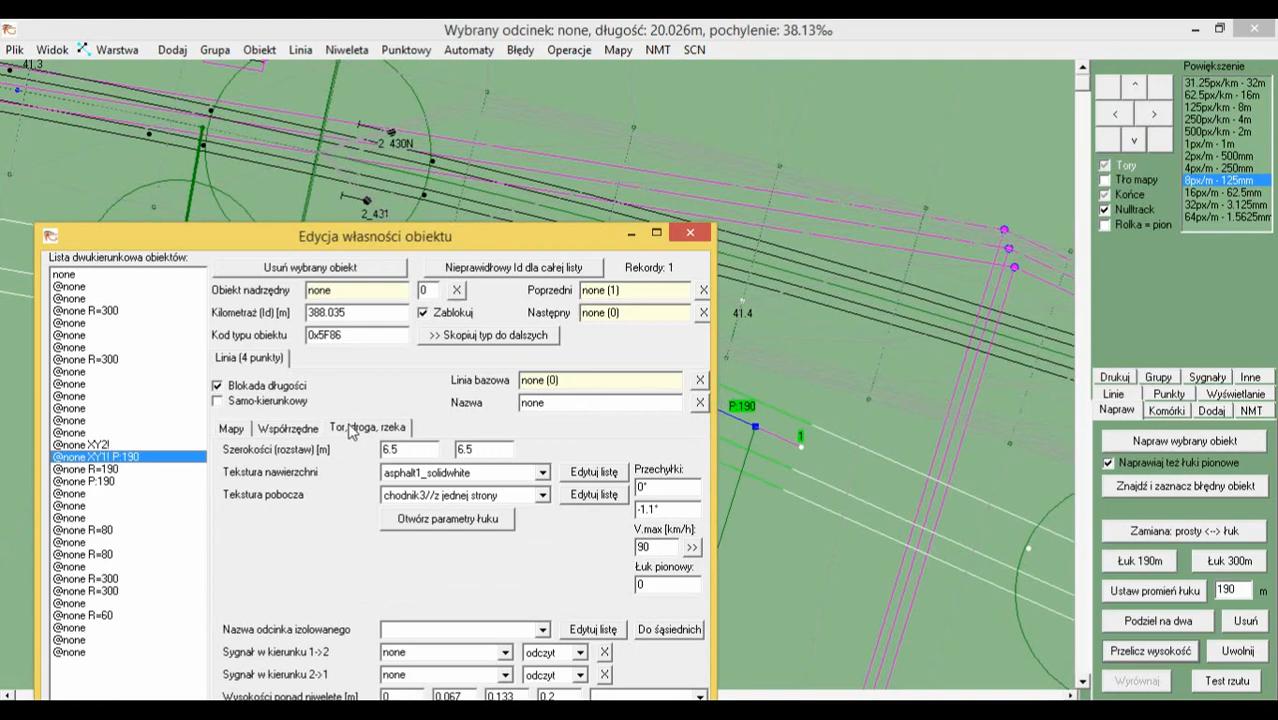 Wybrany odcinek: none, długość: 20.026m, pochylenie: 38.13‰
Plik Widok Warstwa Dodaj Grupa Obiekt Linia Niweleta Punktowy Automaty Błędy Operacje Mapy NMT SCN
41.3
2_430N
2_431
41.4
P:190
1
Powiększenie
31.25px/km - 32m
62.5px/km - 16m
125px/km - 8m
250px/km - 4m
500px/km - 2m
1px/m - 1m
2px/m - 500mm
4px/m - 250mm
8px/m - 125mm
16px/m - 62.5mm
32px/m - 3.125mm
64px/m - 1.5625mm
Tory
Tło mapy
Końce
Nulltrack
Rolka = pion
Edycja własności obiektu
Lista dwukierunkowa obiektów:
none
@none
@none
@none R=300
@none
@none
@none
@none R=300
@none
@none
@none
@none
@none
@none
@none XY2!
@none XY1! P:190
@none R=190
@none P:190
@none
@none
@none
@none R=80
@none
@none R=80
@none
@none R=300
@none R=300
@none
@none R=60
@none
@none
@none
Usuń wybrany obiekt
Nieprawidłowy Id dla całej listy
Rekordy: 1
Obiekt nadrzędny none 0 X Poprzedni none (1) X
Kilometraż (Id) [m] 388.035 Zablokuj Następny none (0) X
Kod typu obiektu 0x5F86 >> Skopiuj typ do dalszych
Linia (4 punkty)
Blokada długości
Samo-kierunkowy
Linia bazowa none (0) X
Nazwa none X
Mapy Współrzędne Tor, droga, rzeka
Szerokości (rozstaw) [m] 6.5 6.5
Tekstura nawierzchni asphalt1_solidwhite Edytuj listę
Tekstura pobocza chodnik3//z jednej strony Edytuj listę
Otwórz parametry łuku
Przechyłki:
0°
-1.1°
V.max [km/h]:
90 >>
Łuk pionowy:
0
Nazwa odcinka izolowanego Edytuj listę Do sąsiednich
Sygnał w kierunku 1->2 none odczyt X
Sygnał w kierunku 2->1 none odczyt X
Wysokości ponad niweletę [m] 0 0.067 0.133 0.2
Drukuj Grupy Sygnały Inne
Linie Punkty Wyświetlanie
Napraw Komórki Dodaj NMT
Napraw wybrany obiekt
Naprawiaj też łuki pionowe
Znajdź i zaznacz błędny obiekt
Zamiana: prosty <--> łuk
Łuk 190m Łuk 300m
Ustaw promień łuku 190 m
Podziel na dwa Usuń
Przelicz wysokość Uwolnij
Wyrównaj Test rzutu